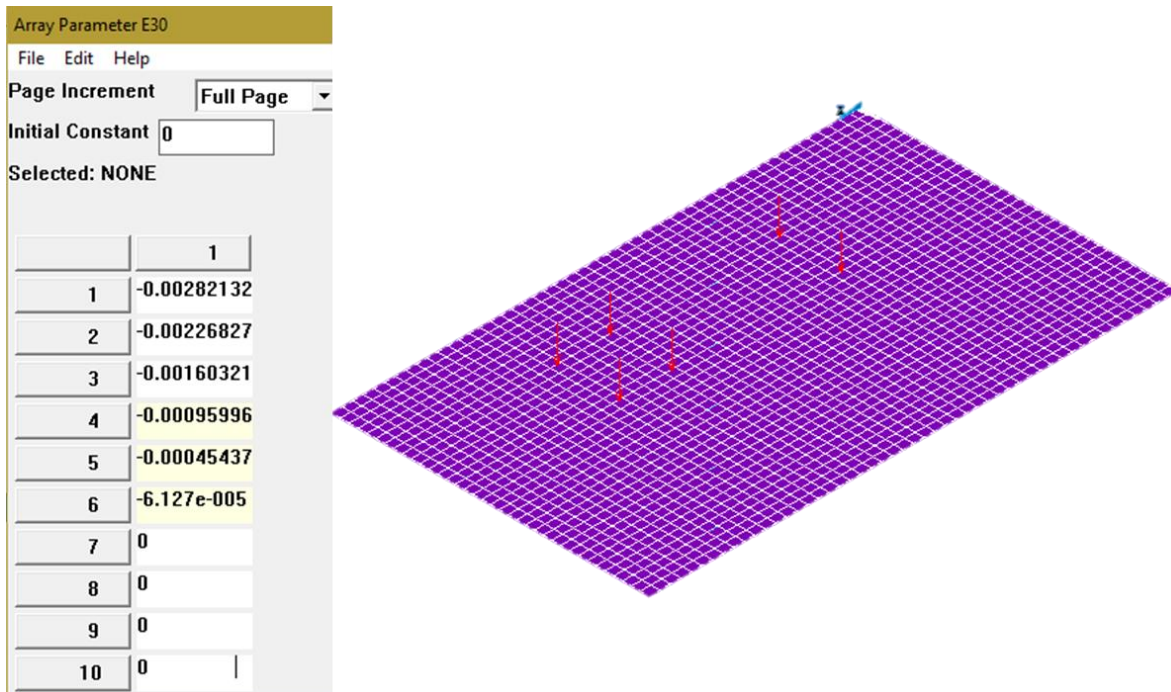 Array Parameter E30
File Edit Help
Page Increment Full Page
Initial Constant 0
Selected: NONE
1
1 -0.00282132
2 -0.00226827
3 -0.00160321
4 -0.00095996
5 -0.00045437
6 -6.127e-005
7 0
8 0
9 0
10 0